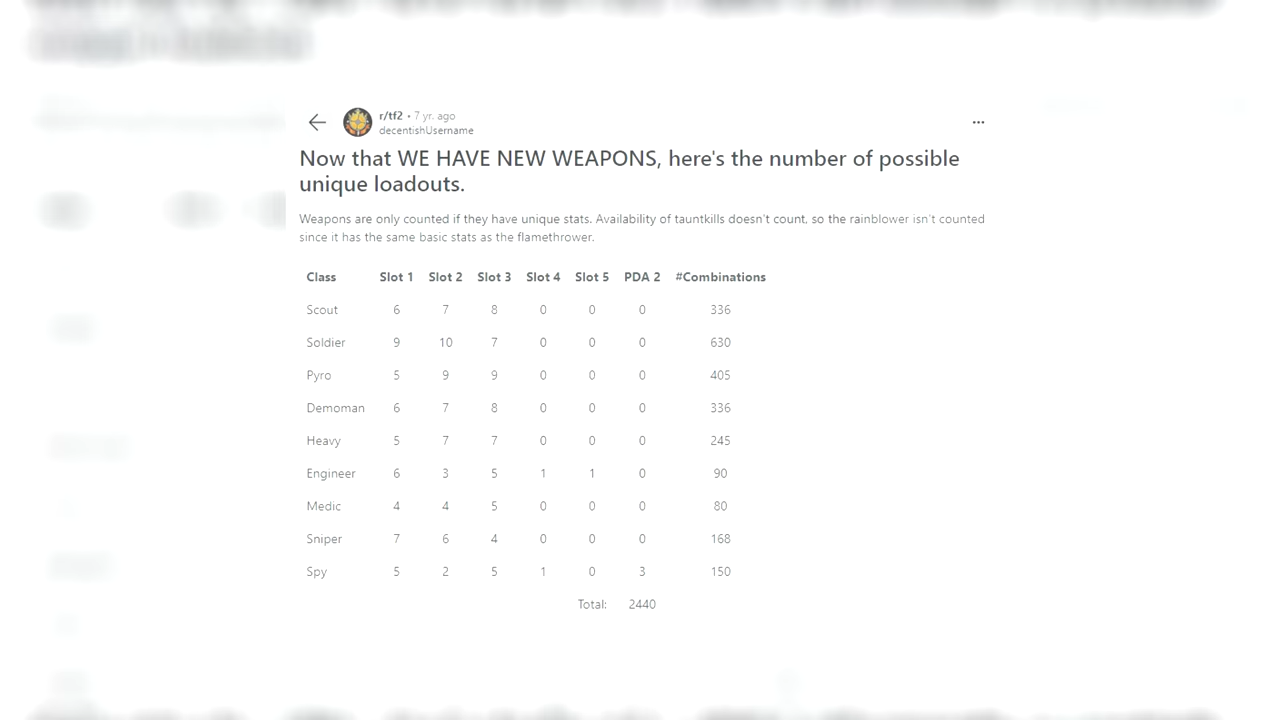 r/tf2 • 7 yr. ago
decentishUsername
Now that WE HAVE NEW WEAPONS, here's the number of possible
unique loadouts.
Weapons are only counted if they have unique stats. Availability of tauntkills doesn't count, so the rainblower isn't counted
since it has the same basic stats as the flamethrower.
Class Slot 1 Slot 2 Slot 3 Slot 4 Slot 5 PDA 2 #Combinations
Scout 6 7 8 0 0 0 336
Soldier 9 10 7 0 0 0 630
Pyro 5 9 9 0 0 0 405
Demoman 6 7 8 0 0 0 336
Heavy 5 7 7 0 0 0 245
Engineer 6 3 5 1 1 0 90
Medic 4 4 5 0 0 0 80
Sniper 7 6 4 0 0 0 168
Spy 5 2 5 1 0 3 150
Total: 2440